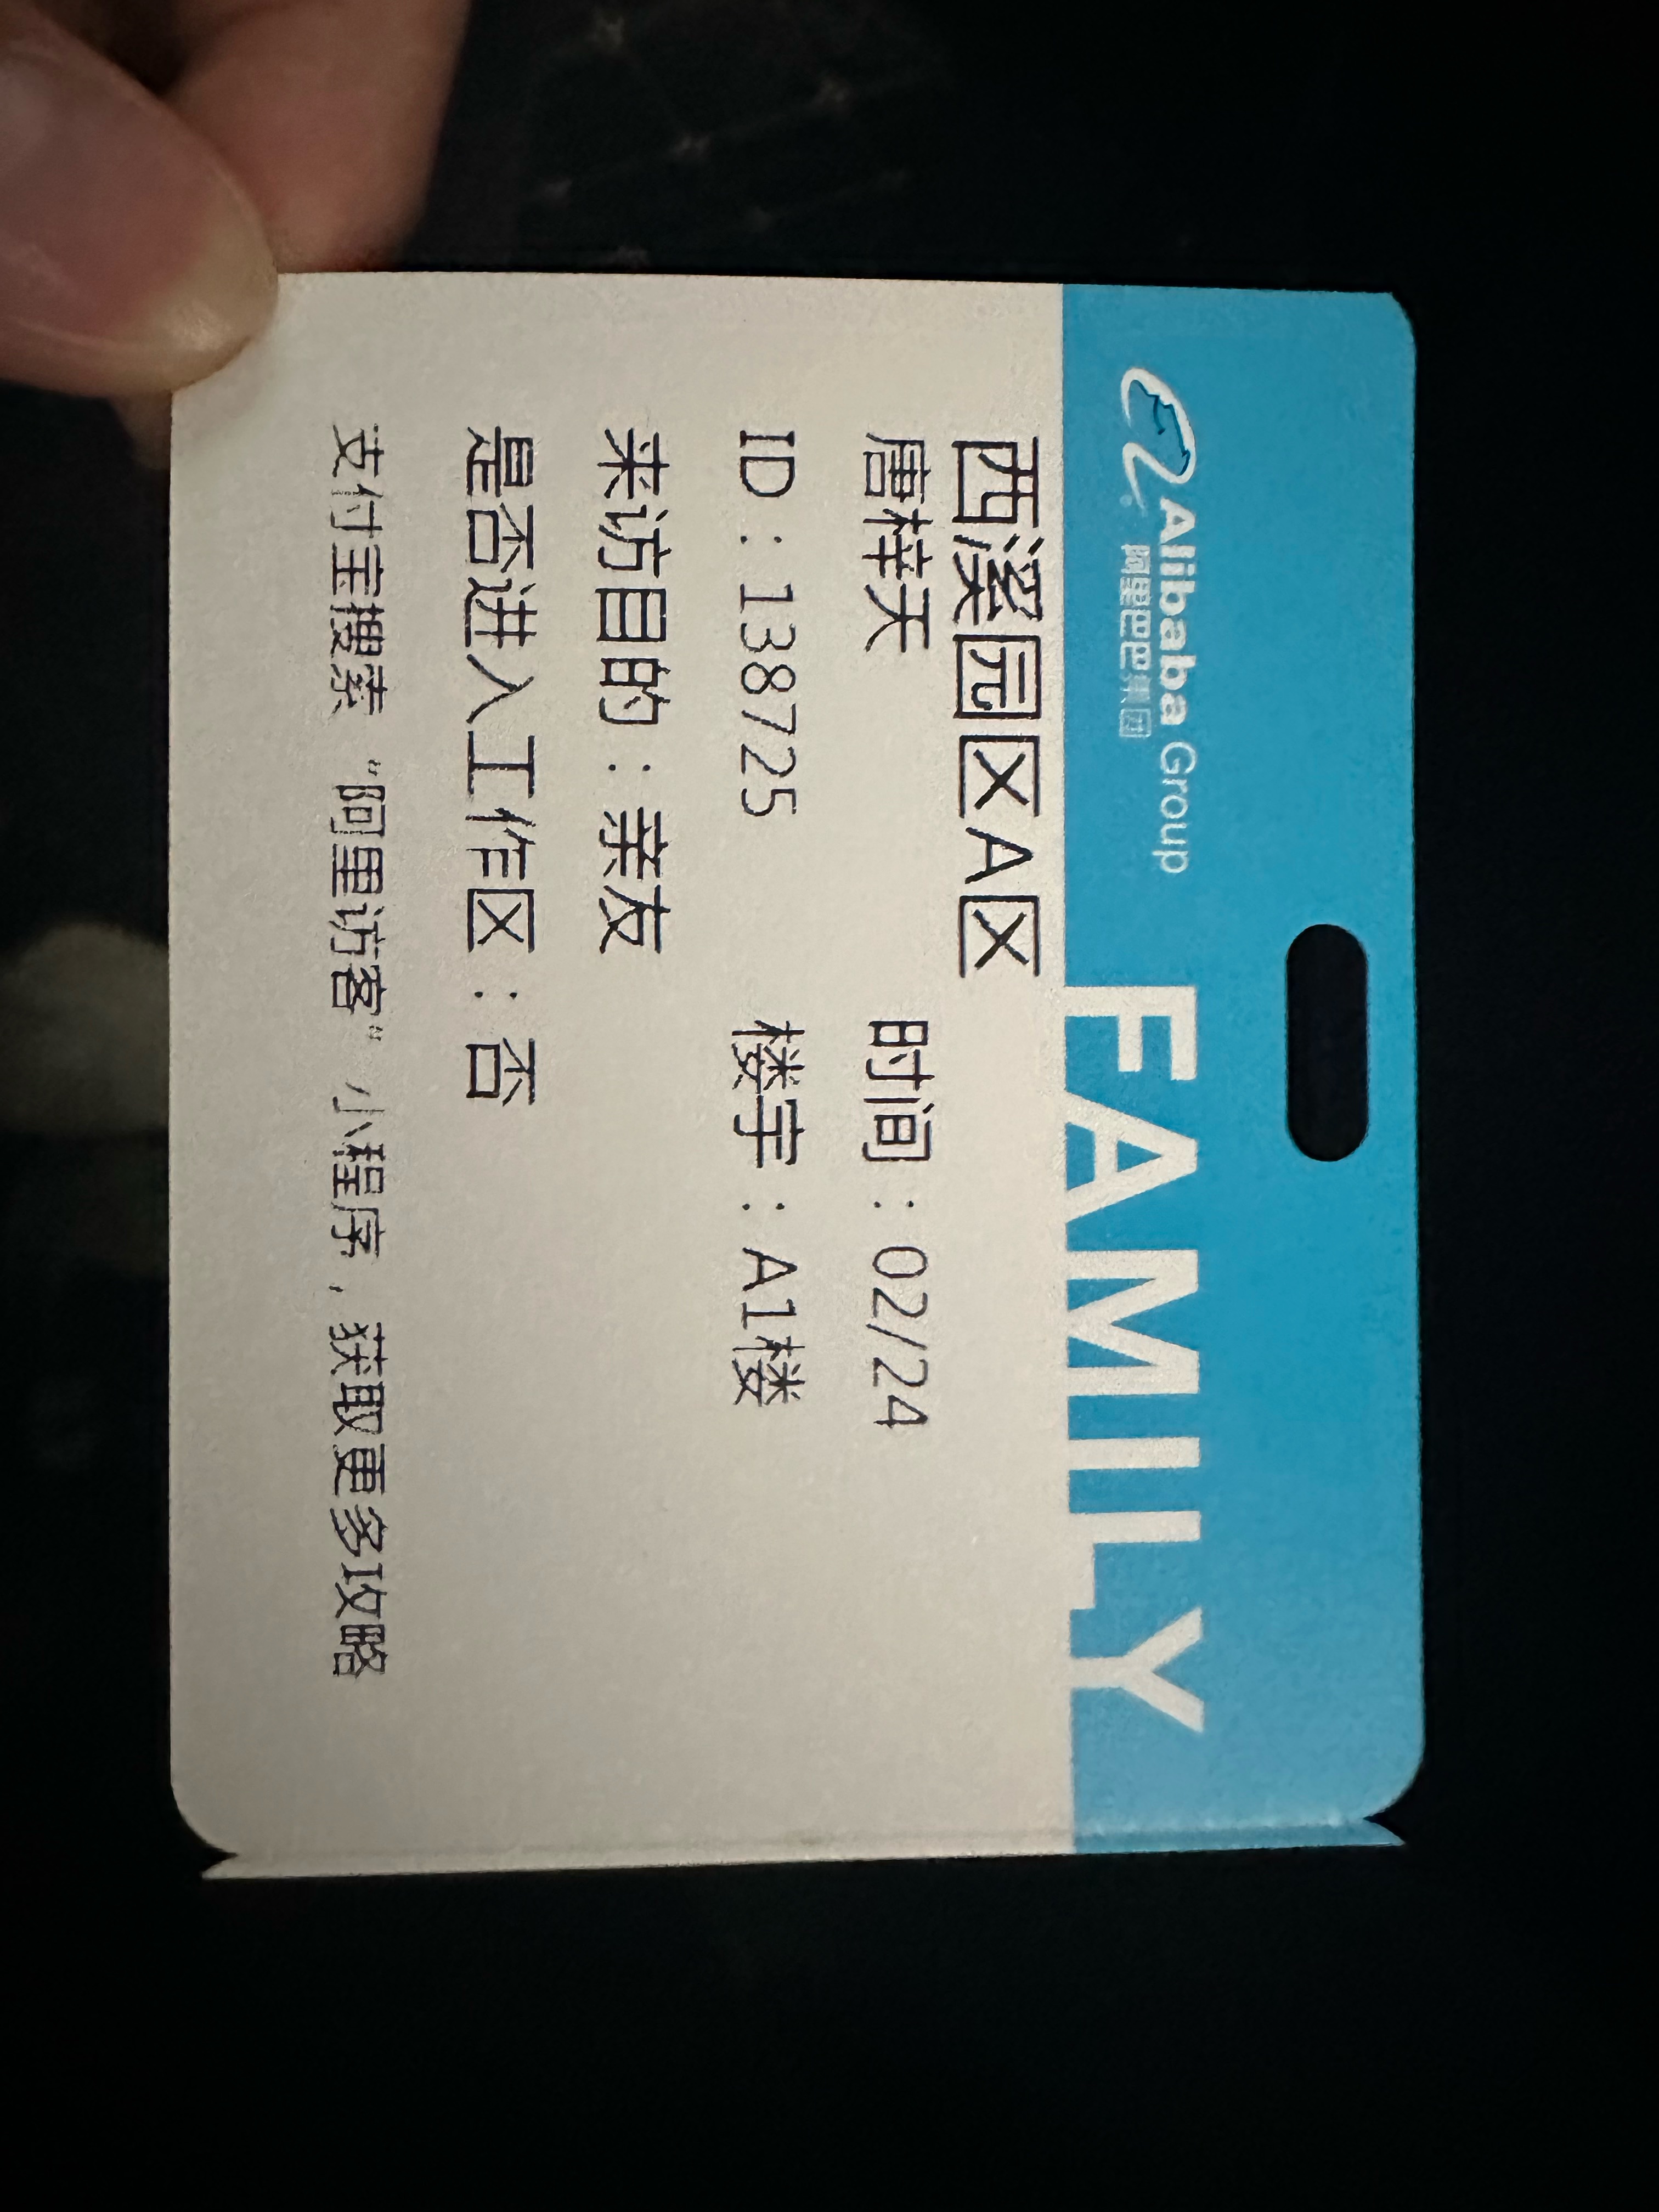 Alibaba Group
阿里巴巴集团
FAMILY
西溪园区A区
唐梓天 时间：02/24
ID：138725 楼宇：A1楼
来访目的：亲友
是否进入工作区：否
支付宝搜索“阿里访客”小程序，获取更多攻略